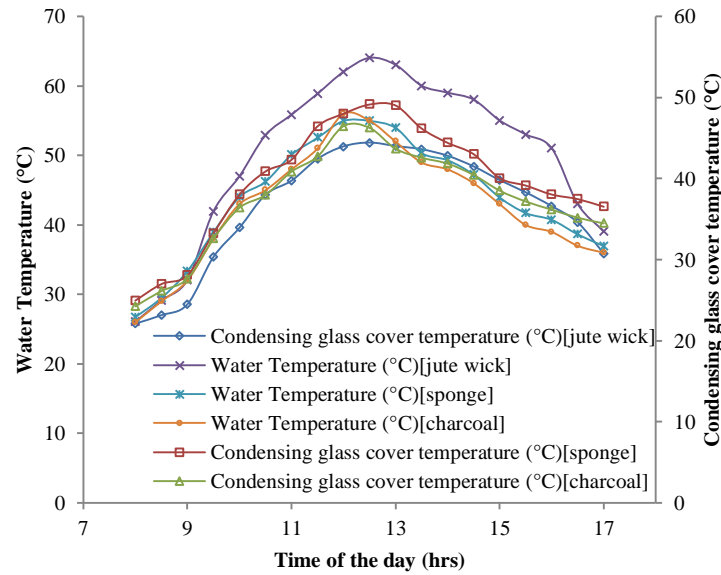 70
60
50
40
30
20
10
0
Water Temperature (°C)
60
50
40
30
20
10
0
Condensing glass cover temperature (°C)
Condensing glass cover temperature (°C)[jute wick]
Water Temperature (°C)[jute wick]
Water Temperature (°C)[sponge]
Water Temperature (°C)[charcoal]
Condensing glass cover temperature (°C)[sponge]
Condensing glass cover temperature (°C)[charcoal]
7 9 11 13 15 17
Time of the day (hrs)